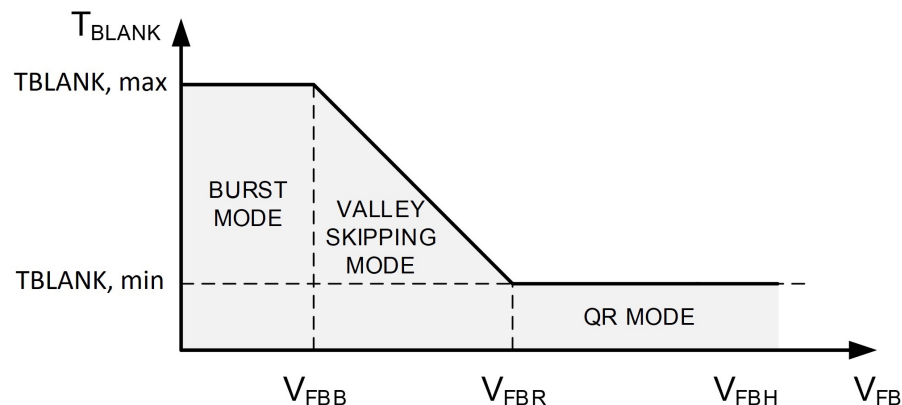 TBLANK
TBLANK, max
BURST
MODE
VALLEY
SKIPPING
MODE
TBLANK, min
QR MODE
VFBB
VFBR
VFBH
VFB